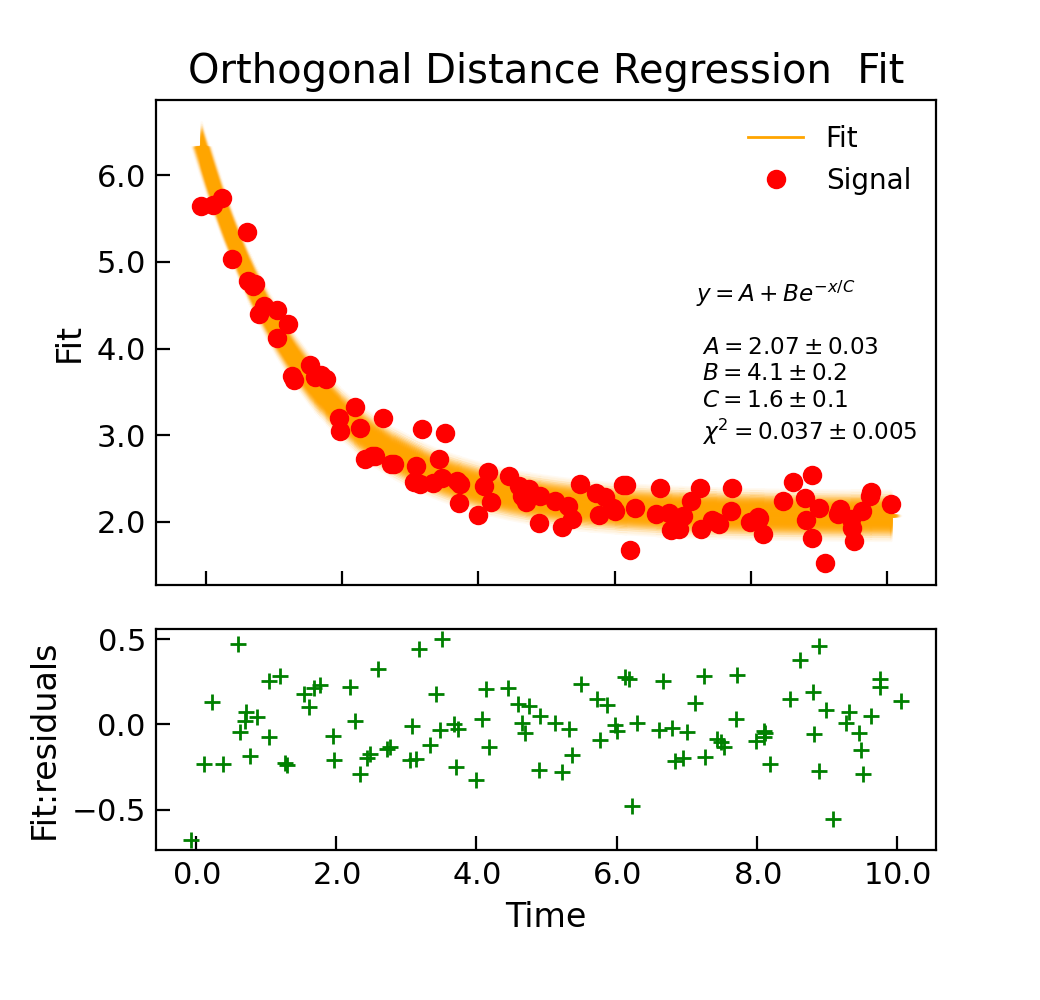 Orthogonal Distance Regression  Fit
Fit
Signal
6.0
5.0
4.0
3.0
2.0
Fit
y = A + Be^{-x/C}
A = 2.07 ± 0.03
B = 4.1 ± 0.2
C = 1.6 ± 0.1
χ² = 0.037 ± 0.005
0.5
0.0
−0.5
Fit:residuals
0.0 2.0 4.0 6.0 8.0 10.0
Time